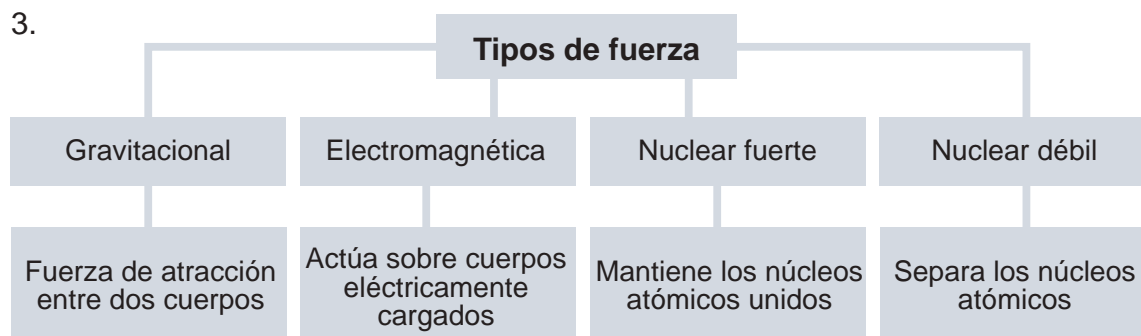 3.
Tipos de fuerza
Gravitacional
Electromagnética
Nuclear fuerte
Nuclear débil
Fuerza de atracción
entre dos cuerpos
Actúa sobre cuerpos
eléctricamente
cargados
Mantiene los núcleos
atómicos unidos
Separa los núcleos
atómicos